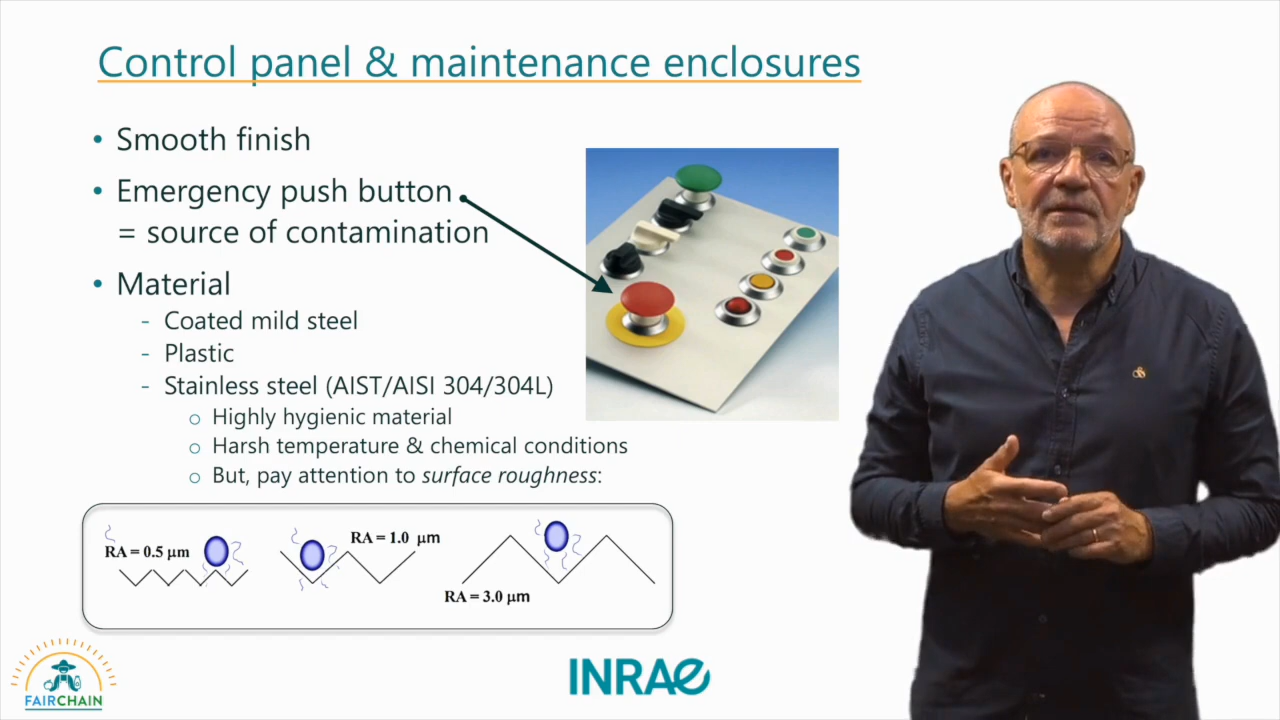 Control panel & maintenance enclosures
• Smooth finish
• Emergency push button
= source of contamination
• Material
- Coated mild steel
- Plastic
- Stainless steel (AIST/AISI 304/304L)
o Highly hygienic material
o Harsh temperature & chemical conditions
o But, pay attention to surface roughness:
RA = 0.5 µm
RA = 1.0 µm
RA = 3.0 µm
FAIRCHAIN
INRAE